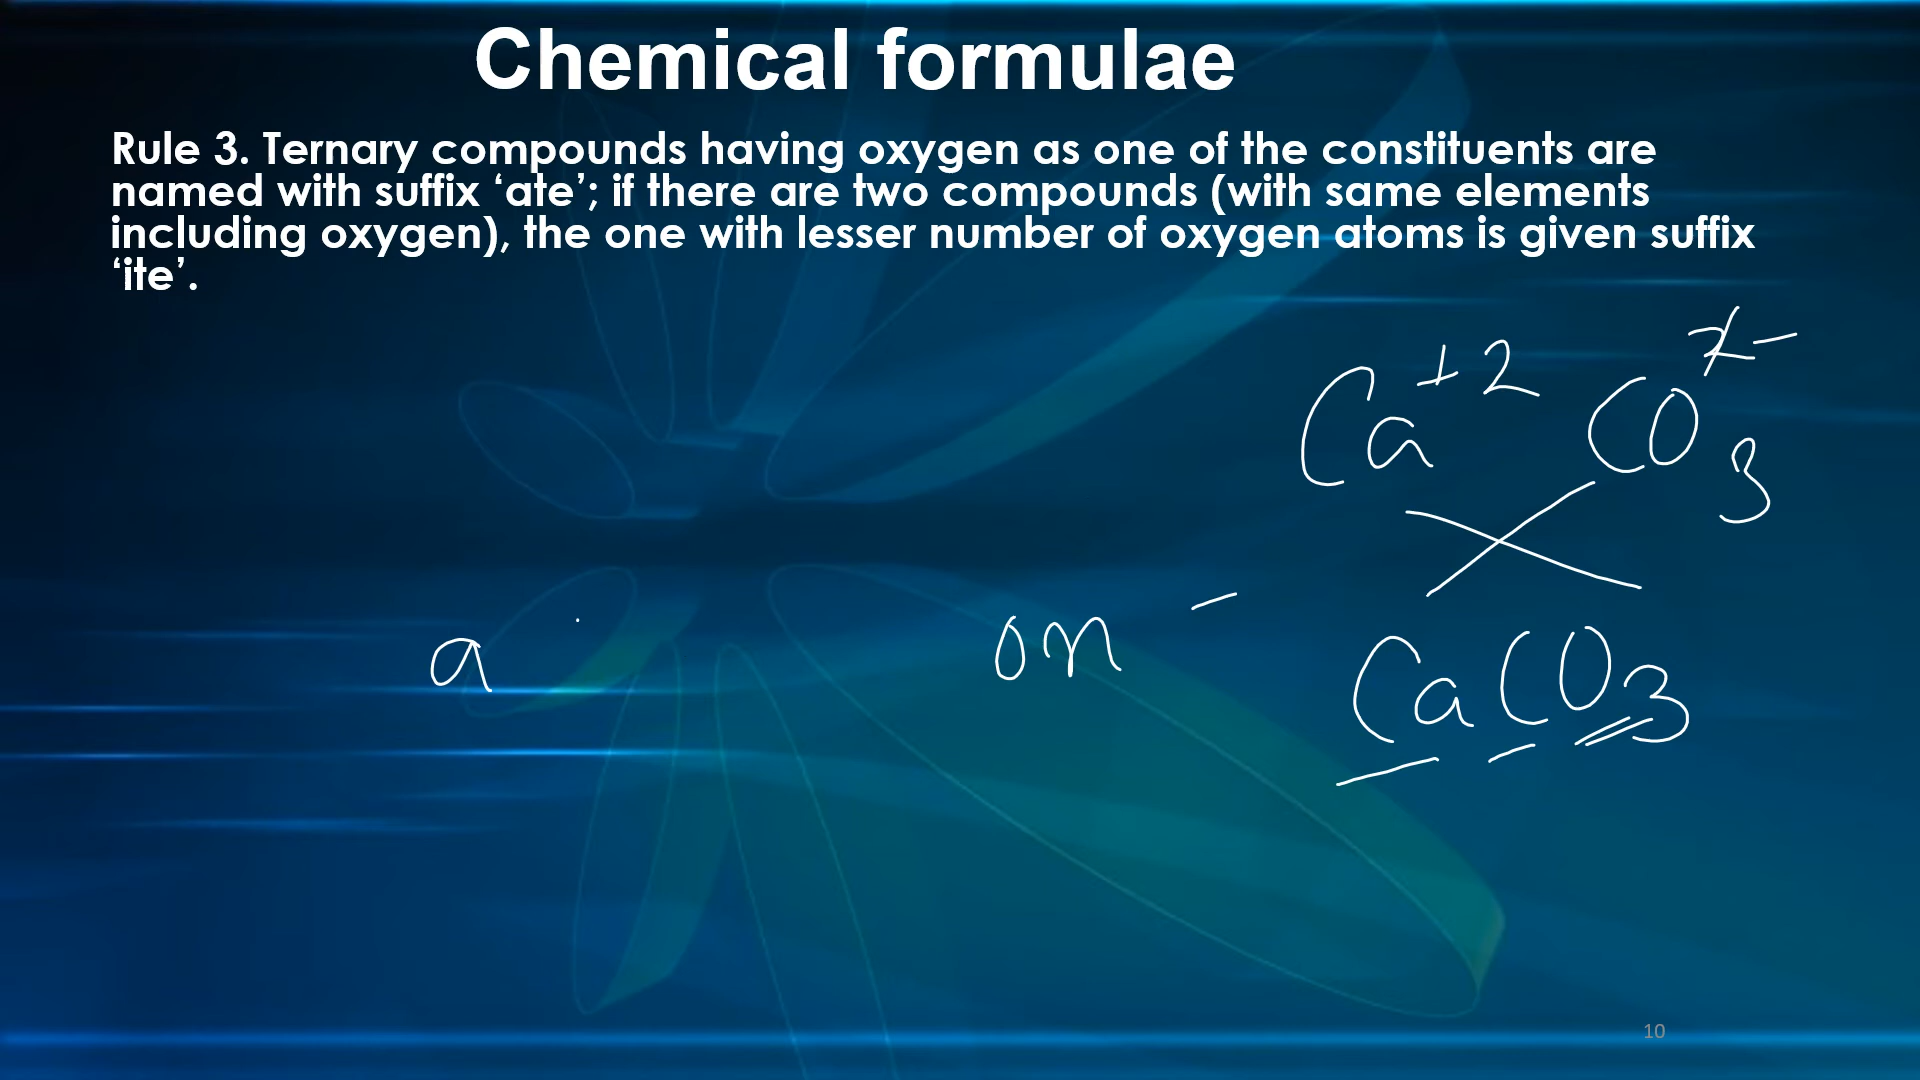 Chemical formulae
Rule 3. Ternary compounds having oxygen as one of the constituents are
named with suffix ‘ate’; if there are two compounds (with same elements
including oxygen), the one with lesser number of oxygen atoms is given suffix
‘ite’.
Ca+2 CO3 2-
a on -
CaCO3
10